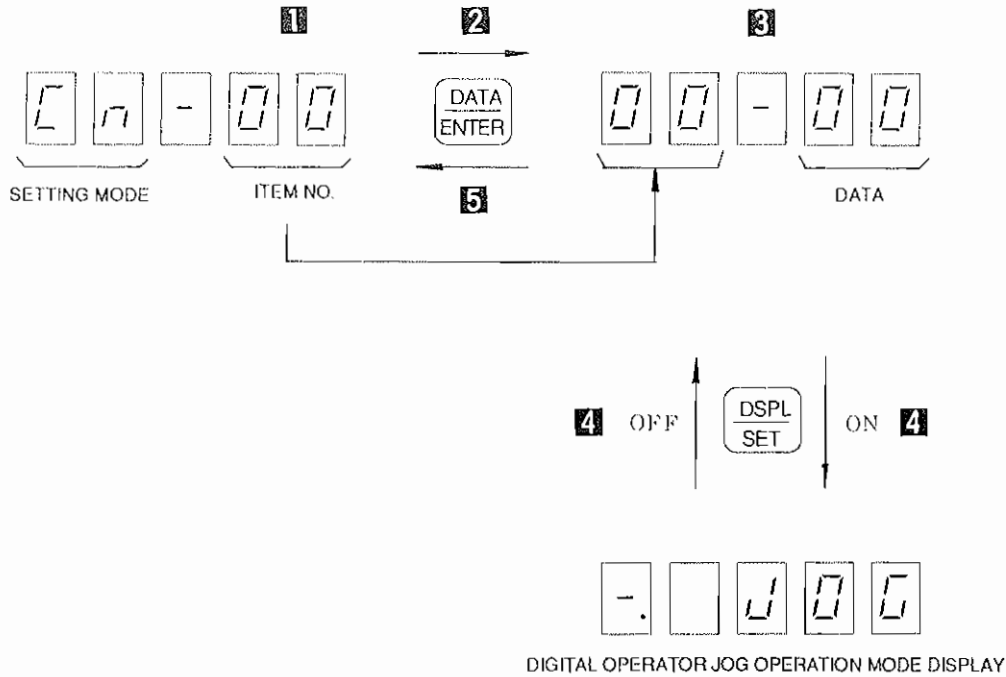 1 2 3
Cn-00 DATA 00-00
ENTER
SETTING MODE ITEM NO. 5 DATA
4 OFF DSPL ON 4
SET
-. JOG
DIGITAL OPERATOR JOG OPERATION MODE DISPLAY